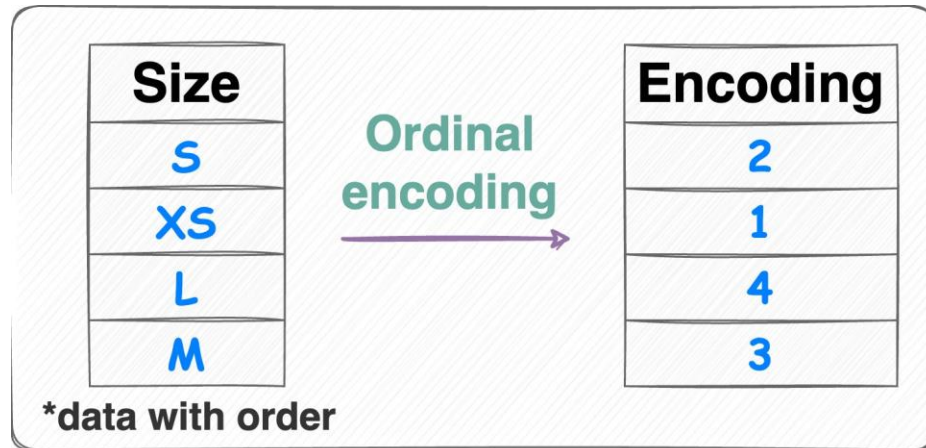 Size
S
XS
L
M
*data with order
Ordinal
encoding
Encoding
2
1
4
3